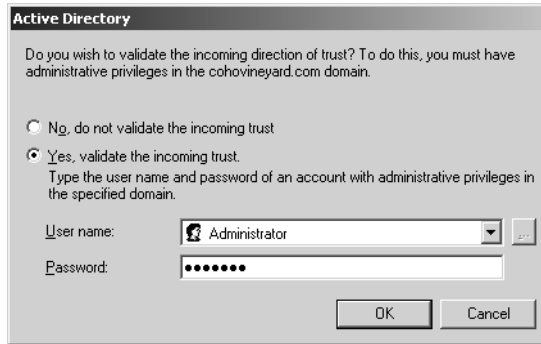 Active Directory
Do you wish to validate the incoming direction of trust? To do this, you must have
administrative privileges in the cohovineyard.com domain.
No, do not validate the incoming trust
Yes, validate the incoming trust.
Type the user name and password of an account with administrative privileges in
the specified domain.
User name:
Administrator
...
Password:
•••••••
OK
Cancel